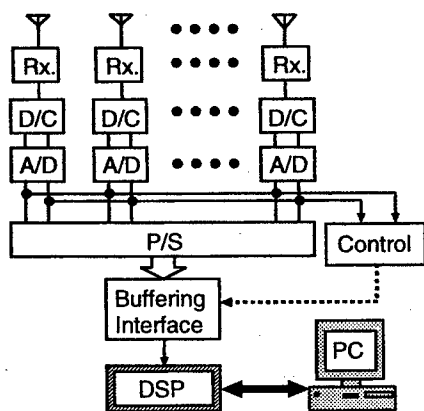 Rx. Rx. Rx.
D/C D/C D/C
A/D A/D A/D
P/S
Control
Buffering
Interface
PC
DSP